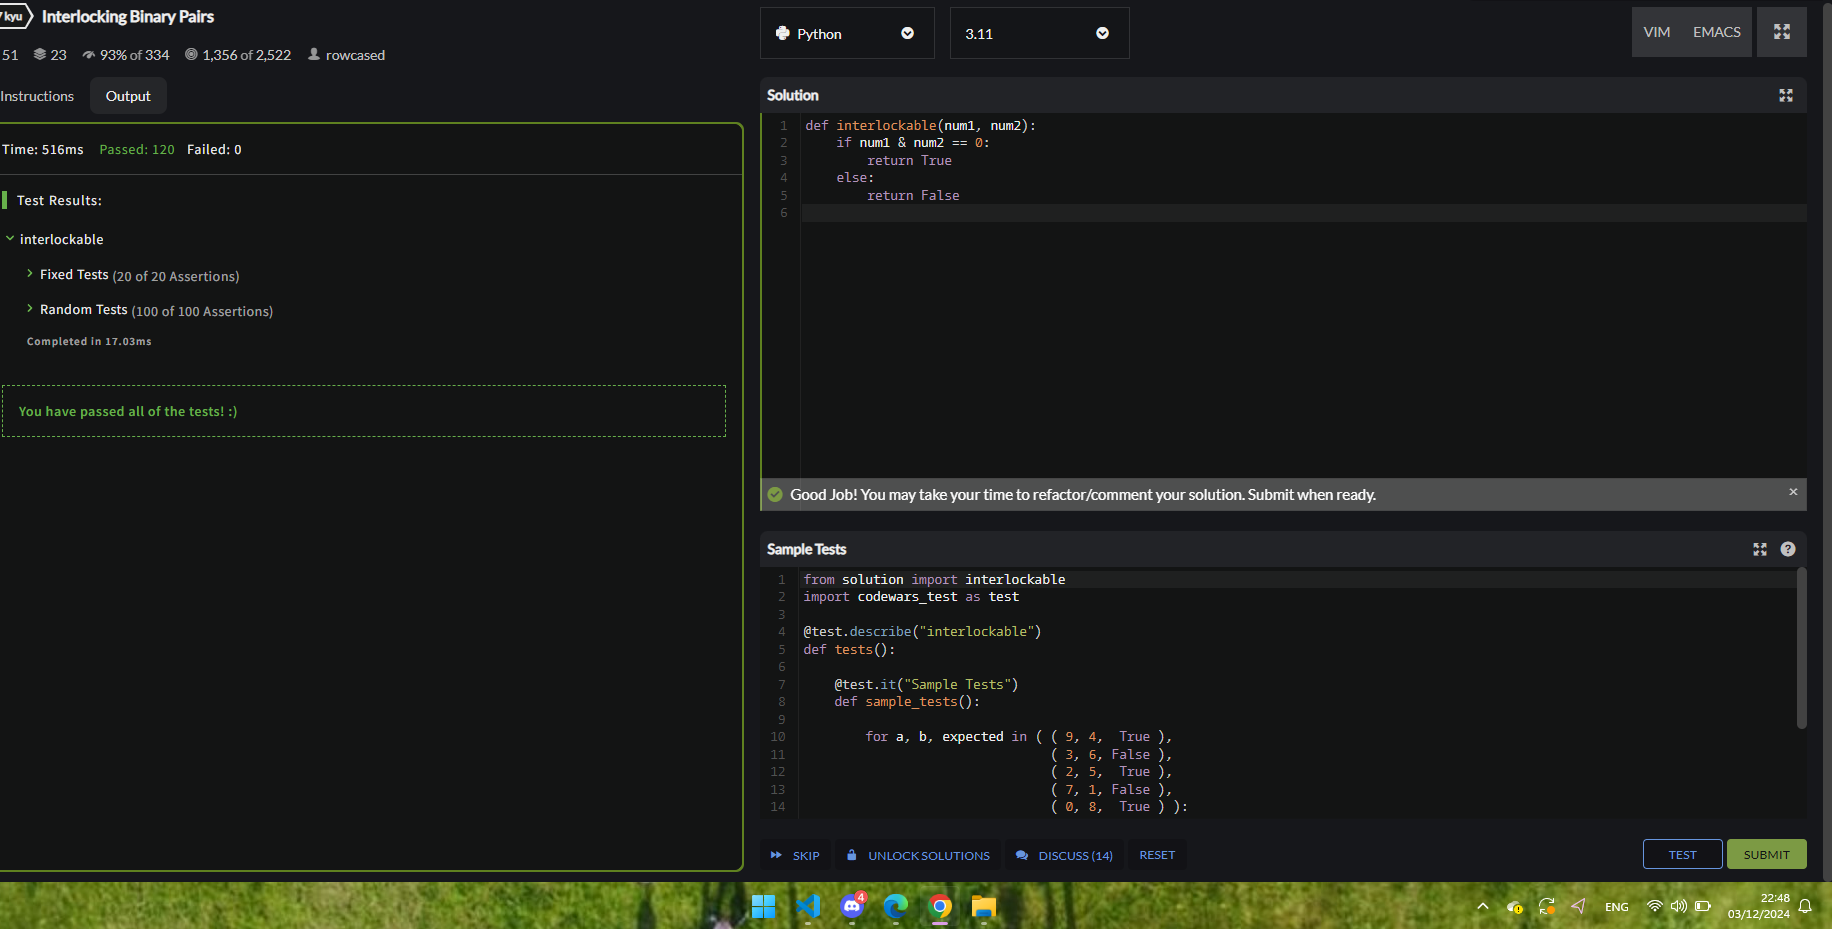 7 kyu Interlocking Binary Pairs
51 23 93% of 334 1,356 of 2,522 rowcased
Instructions Output
Time: 516ms Passed: 120 Failed: 0
Test Results:
interlockable
Fixed Tests (20 of 20 Assertions)
Random Tests (100 of 100 Assertions)
Completed in 17.03ms
You have passed all of the tests! :)
Python 3.11 VIM EMACS
Solution
1 def interlockable(num1, num2):
2     if num1 & num2 == 0:
3         return True
4     else:
5         return False
6
Good Job! You may take your time to refactor/comment your solution. Submit when ready. ×
Sample Tests ?
1 from solution import interlockable
2 import codewars_test as test
3
4 @test.describe("interlockable")
5 def tests():
6
7     @test.it("Sample Tests")
8     def sample_tests():
9
10         for a, b, expected in ( ( 9, 4,  True ),
11                                 ( 3, 6, False ),
12                                 ( 2, 5,  True ),
13                                 ( 7, 1, False ),
14                                 ( 0, 8,  True ) ):
SKIP UNLOCK SOLUTIONS DISCUSS (14) RESET TEST SUBMIT
4 ENG 22:48
03/12/2024